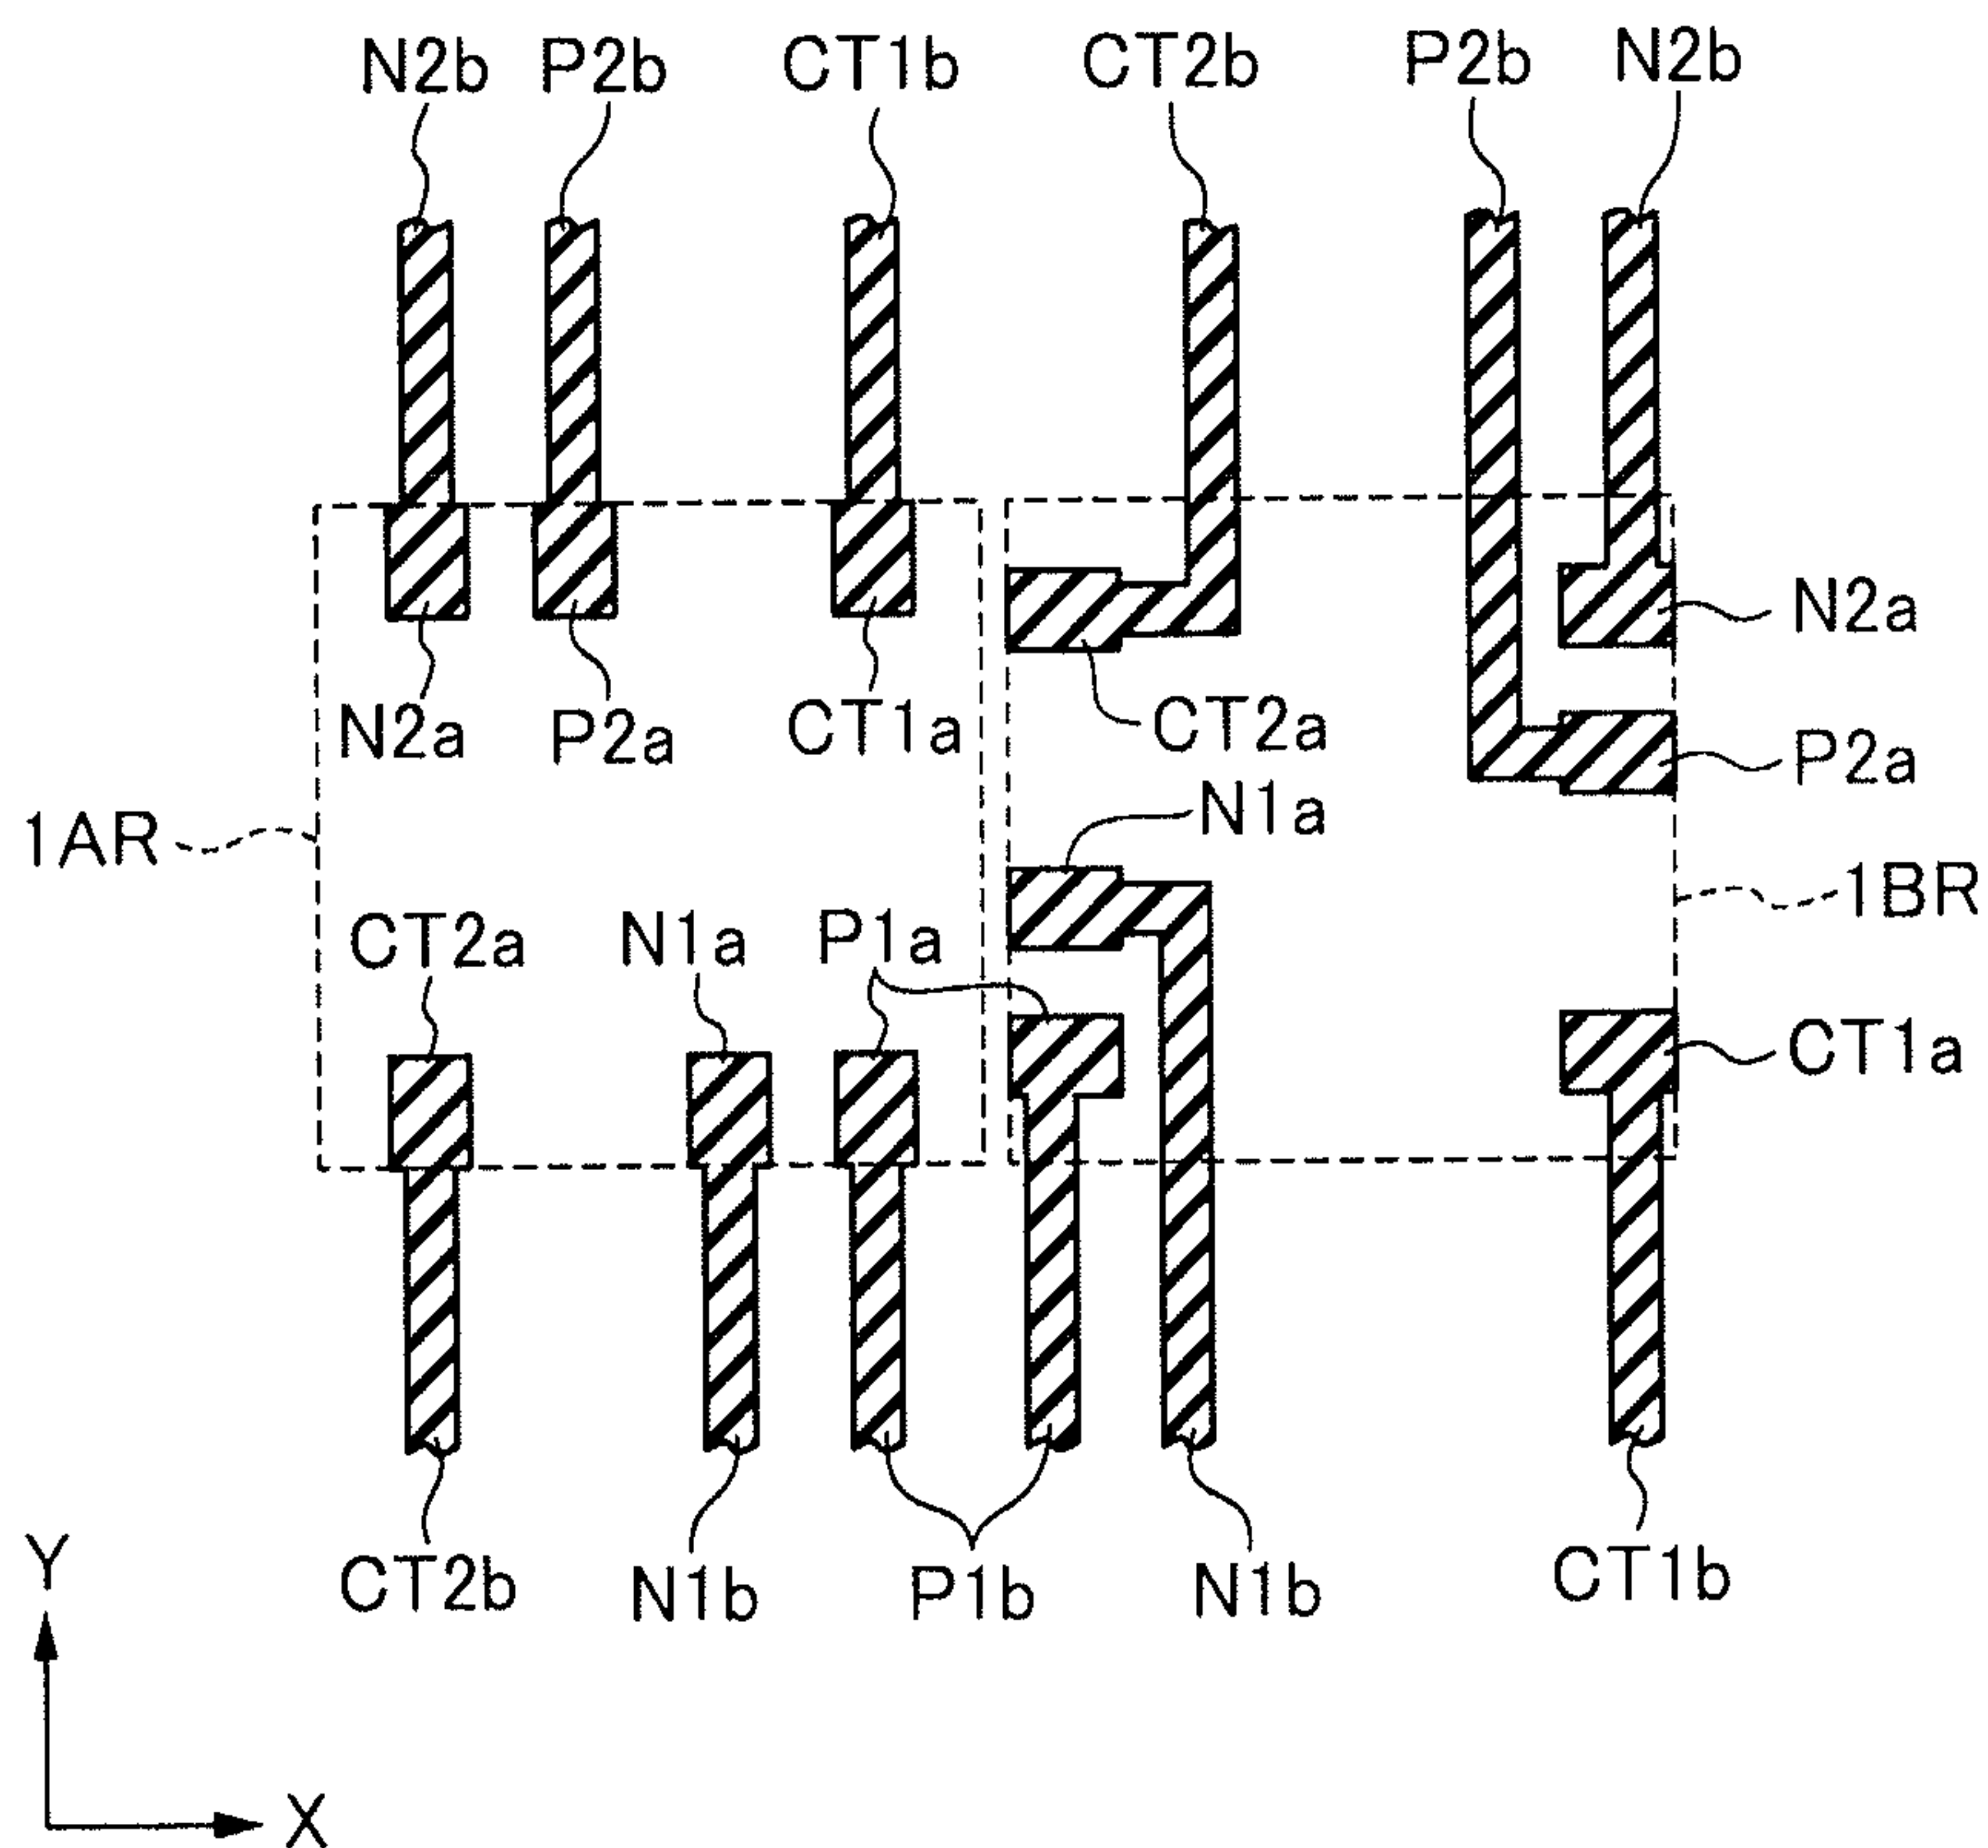 N2b P2b CT1b CT2b P2b N2b
N2a
N2a P2a CT1a CT2a
P2a
N1a
1AR
1BR
CT2a N1a P1a
CT1a
CT2b N1b P1b N1b CT1b
Y
X